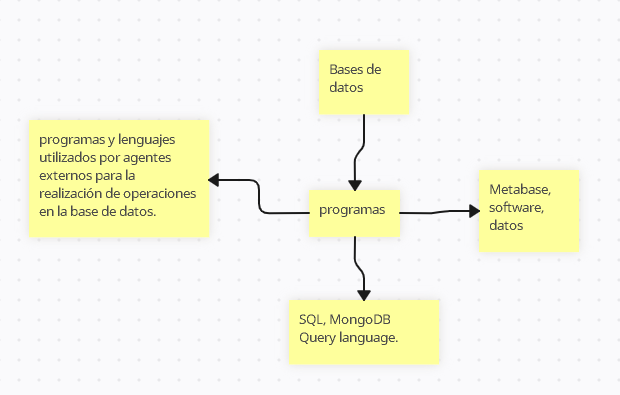 Bases de
datos
programas y lenguajes
utilizados por agentes
externos para la
realización de operaciones
en la base de datos.
programas
Metabase,
software,
datos
SQL, MongoDB
Query language.